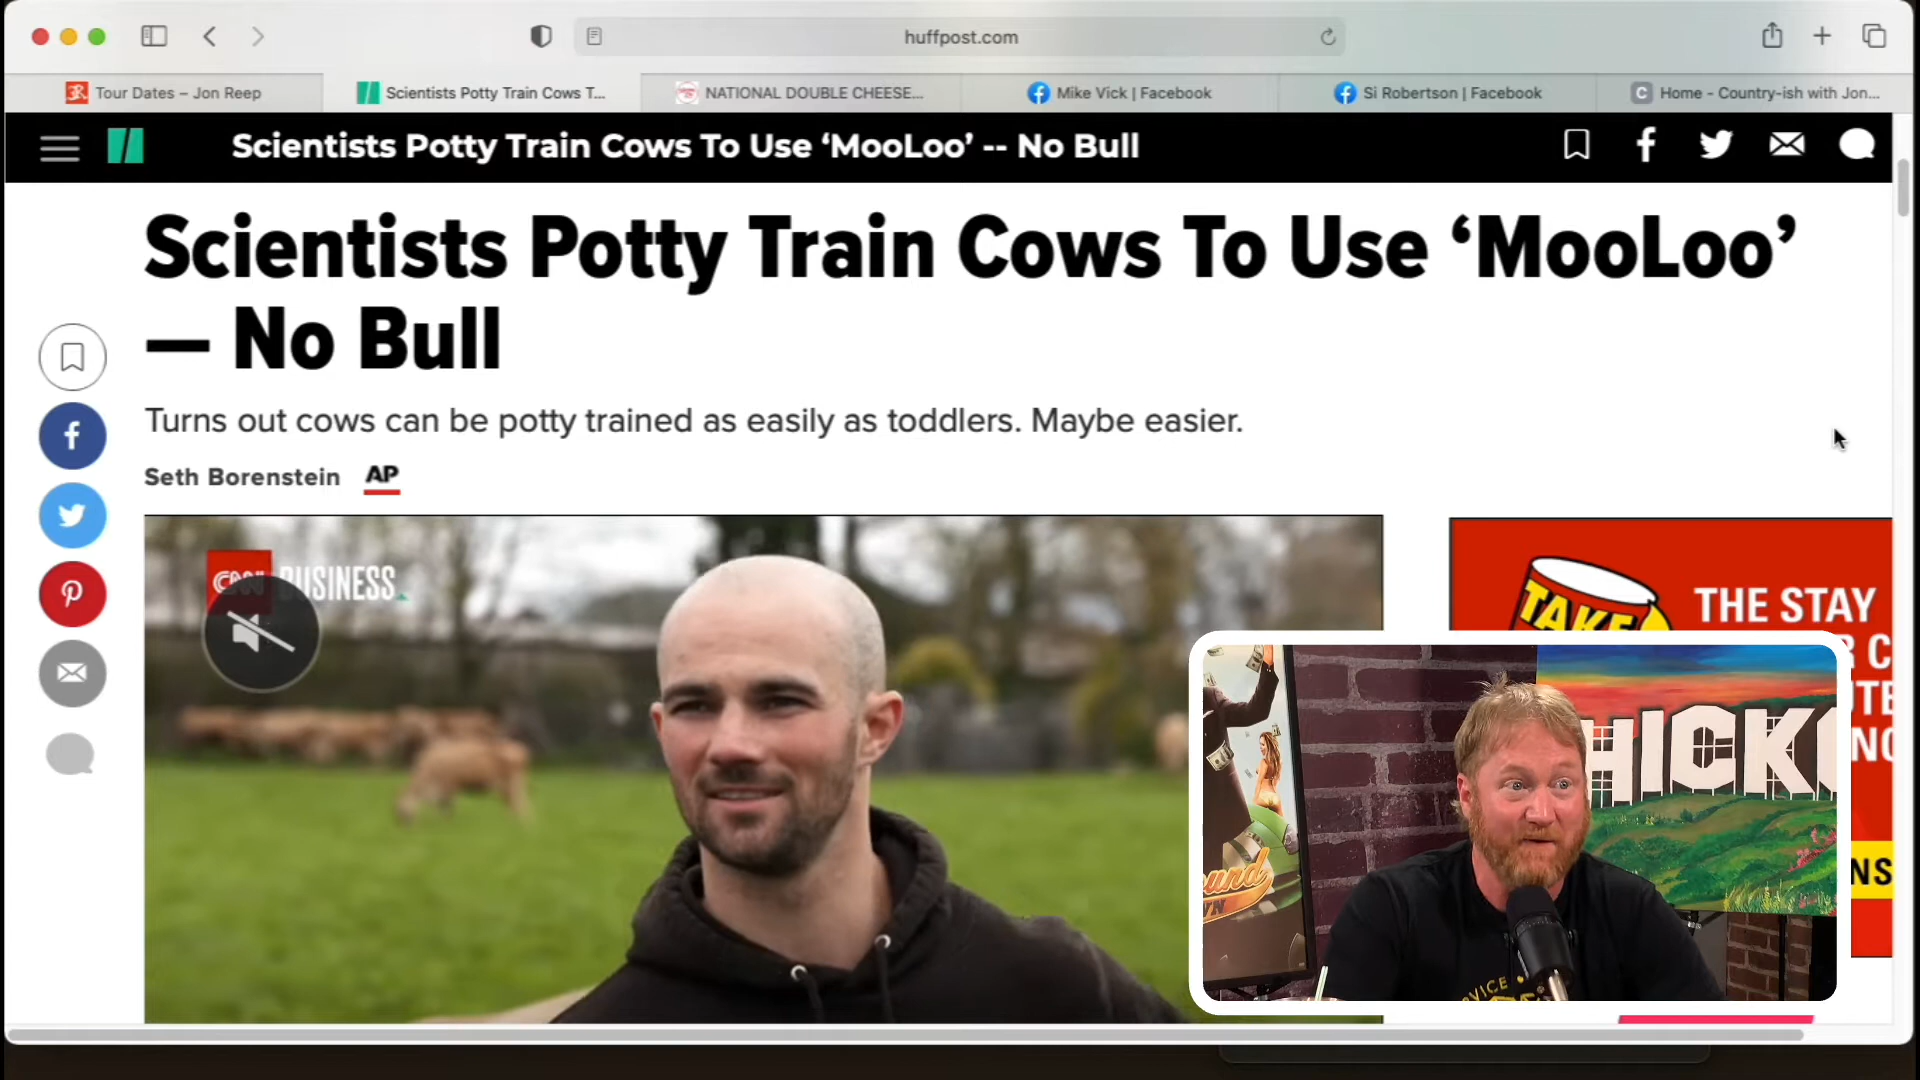 huffpost.com
Tour Dates – Jon Reep
Scientists Potty Train Cows T...
NATIONAL DOUBLE CHEESE...
Mike Vick | Facebook
Si Robertson | Facebook
Home - Country-ish with Jon...
Scientists Potty Train Cows To Use ‘MooLoo’ -- No Bull
Scientists Potty Train Cows To Use ‘MooLoo’
— No Bull
Turns out cows can be potty trained as easily as toddlers. Maybe easier.
Seth Borenstein AP
CNN BUSINESS
TAKE
THE STAY
HICK